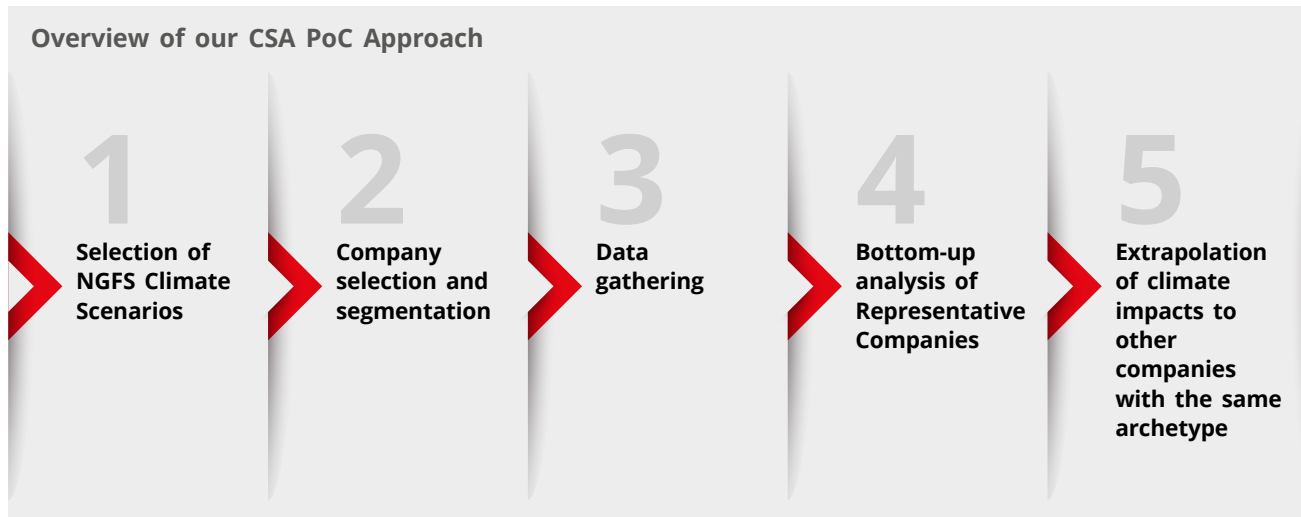 Overview of our CSA PoC Approach
1
Selection of
NGFS Climate
Scenarios
2
Company
selection and
segmentation
3
Data
gathering
4
Bottom-up
analysis of
Representative
Companies
5
Extrapolation
of climate
impacts to
other
companies
with the same
archetype